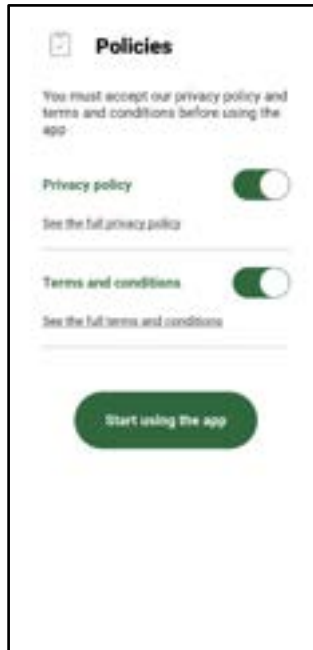 Policies
You must accept our privacy policy and
terms and conditions before using the
app
Privacy policy
See the full privacy policy
Terms and conditions
See the full terms and conditions
Start using the app